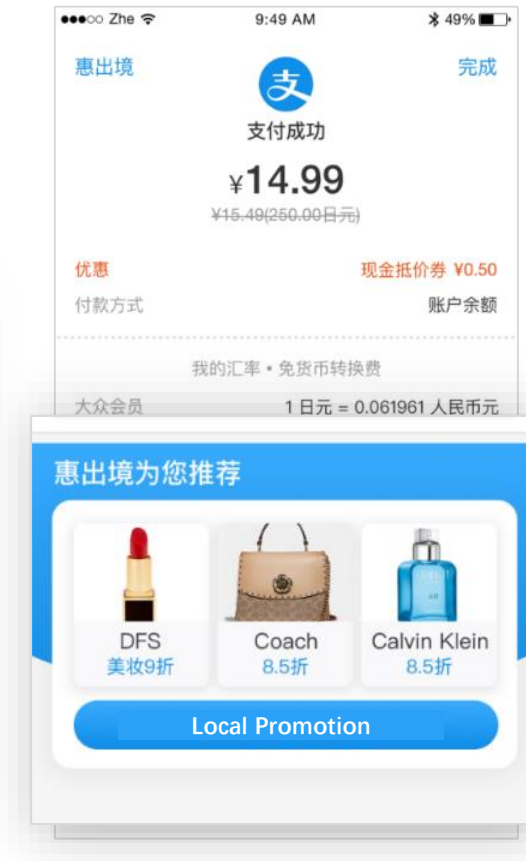 Zhe 9:49 AM 49%
惠出境 完成
支
支付成功
¥14.99
¥15.49(250.00日元)
优惠 现金抵价券 ¥0.50
付款方式 账户余额
我的汇率 • 免货币转换费
大众会员 1 日元 = 0.061961 人民币元
惠出境为您推荐
DFS Coach Calvin Klein
美妆9折 8.5折 8.5折
Local Promotion